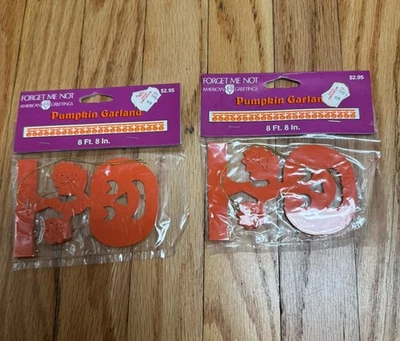 FORGET ME NOT
AMERICAN GREETINGS
$2.95
Pumpkin Garland
8 Ft. 8 In.
FORGET ME NOT
AMERICAN GREETINGS
$2.95
Pumpkin Garland
8 Ft. 8 In.